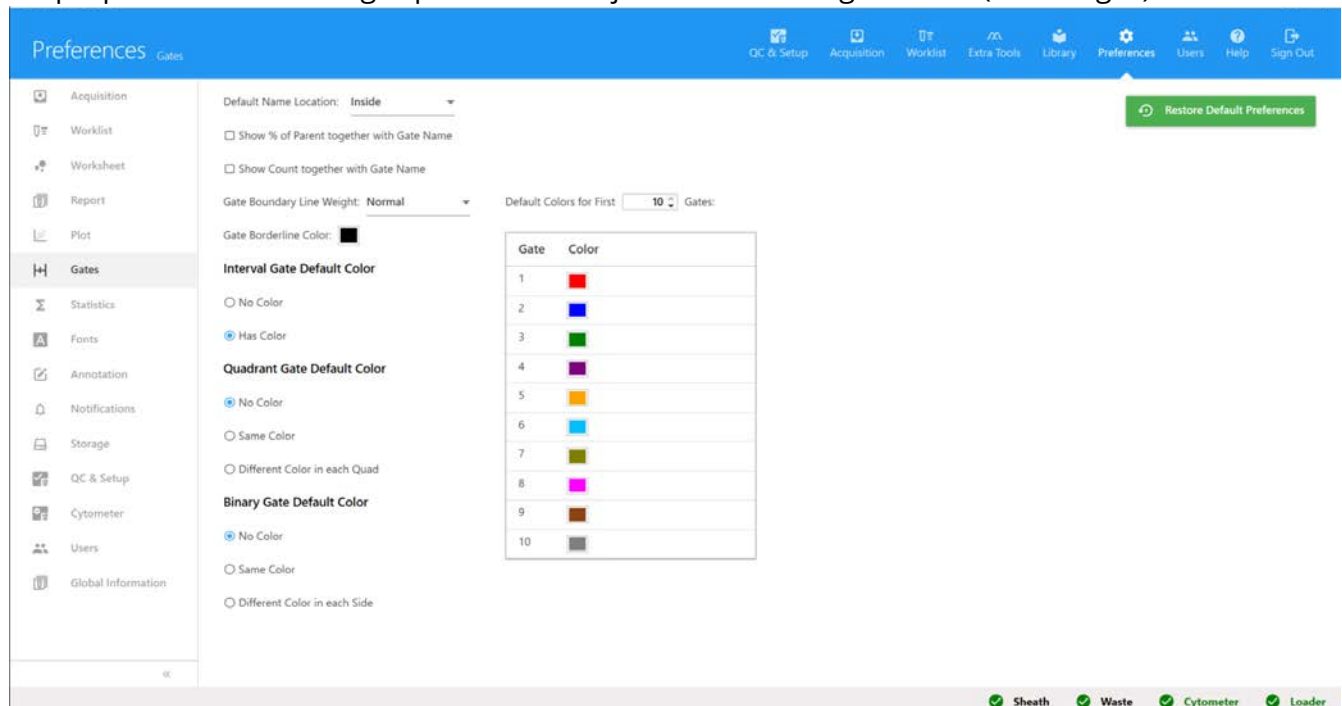 Preferences Gates
QC & Setup Acquisition Worklist Extra Tools Library Preferences Users Help Sign Out
Acquisition
Worklist
Worksheet
Report
Plot
Gates
Statistics
Fonts
Annotation
Notifications
Storage
QC & Setup
Cytometer
Users
Global Information
«
Default Name Location: Inside
Show % of Parent together with Gate Name
Show Count together with Gate Name
Gate Boundary Line Weight: Normal
Gate Borderline Color:
Interval Gate Default Color
No Color
Has Color
Quadrant Gate Default Color
No Color
Same Color
Different Color in each Quad
Binary Gate Default Color
No Color
Same Color
Different Color in each Side
Default Colors for First 10 Gates:
Gate Color
1
2
3
4
5
6
7
8
9
10
Restore Default Preferences
Sheath Waste Cytometer Loader